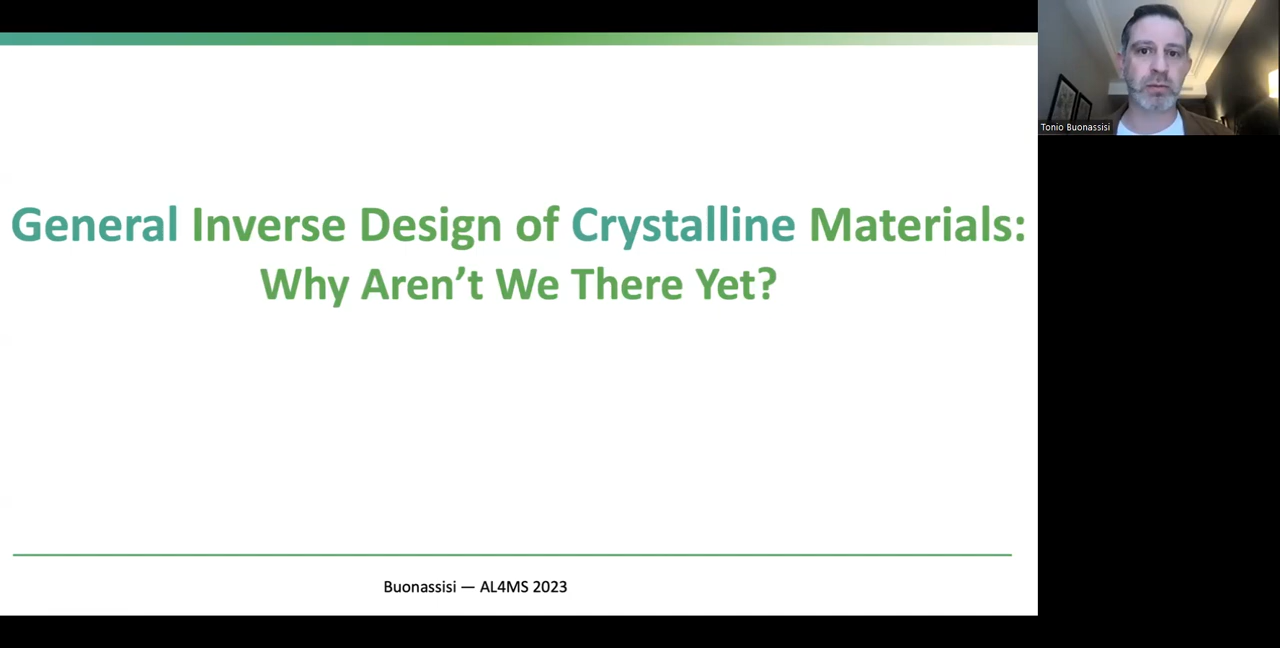 General Inverse Design of Crystalline Materials:
Why Aren't We There Yet?
Buonassisi — AL4MS 2023
Tonio Buonassisi